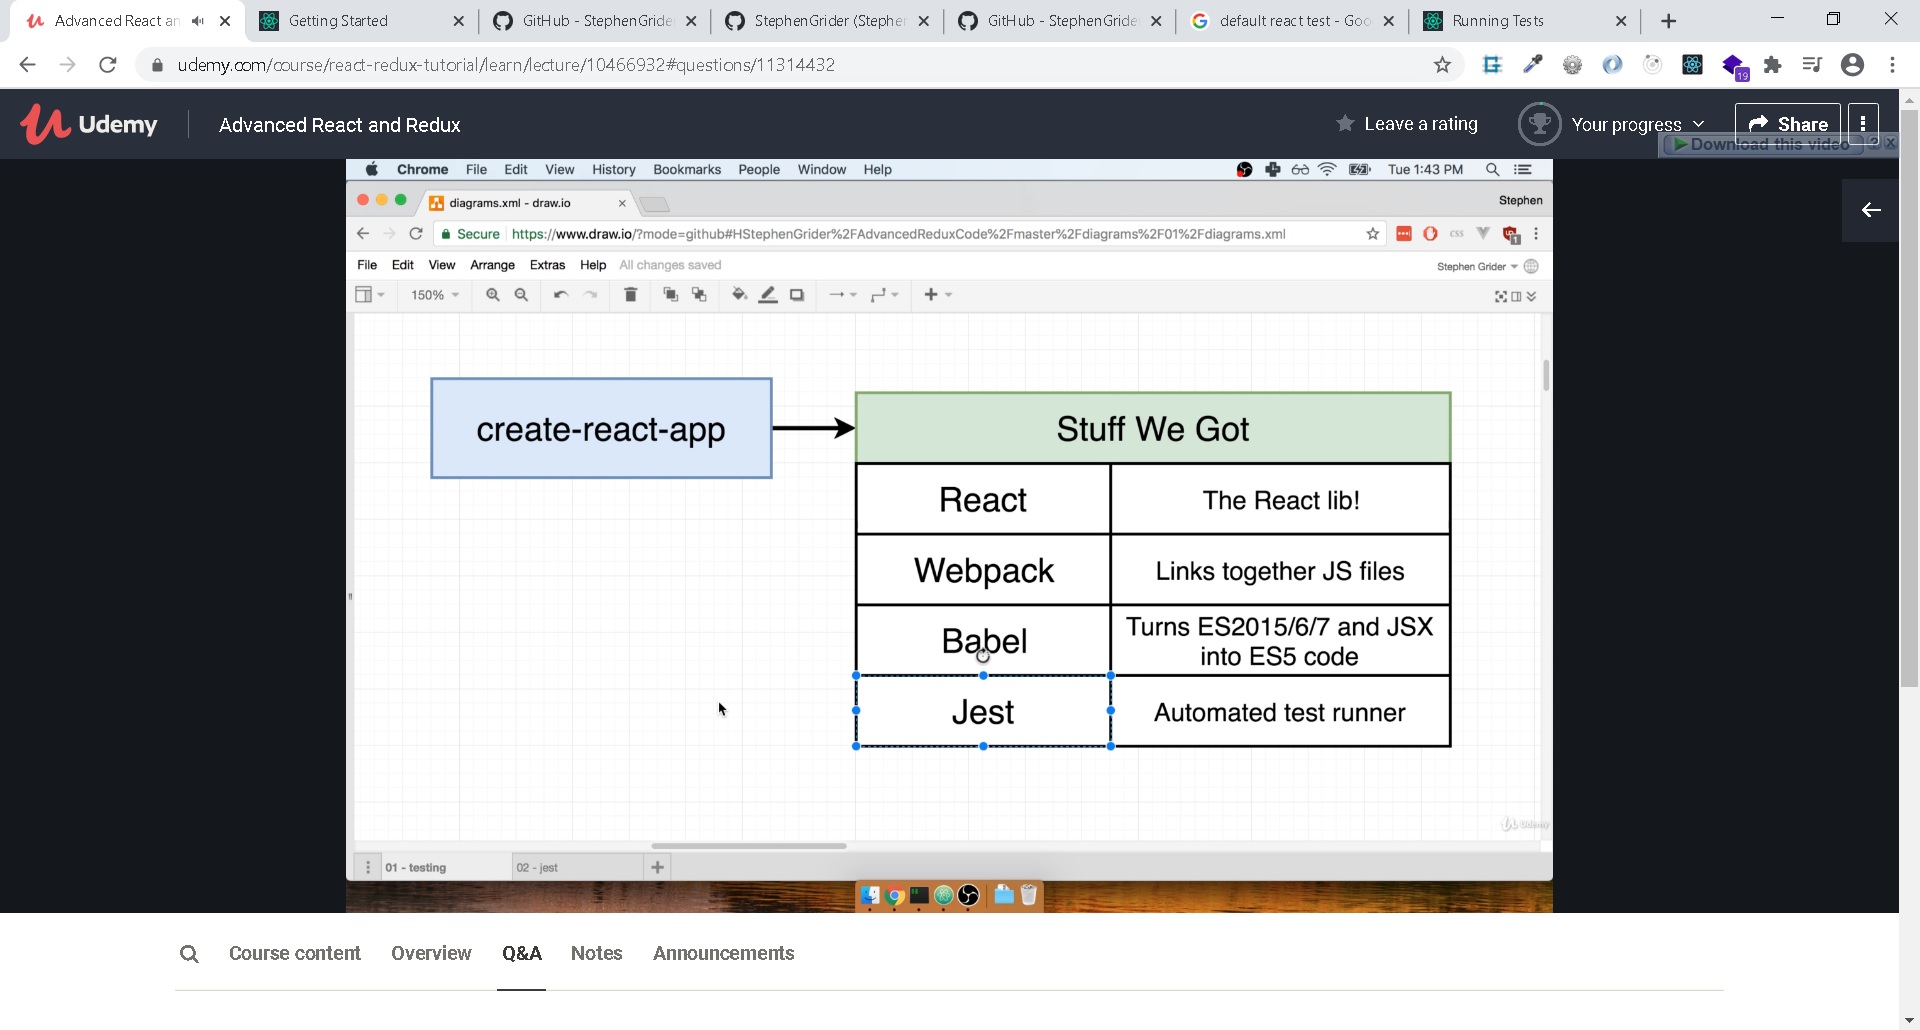 Advanced React an
Getting Started
GitHub - StephenGride
StephenGrider (Stephe
GitHub - StephenGride
default react test - Goo
Running Tests
udemy.com/course/react-redux-tutorial/learn/lecture/10466932#questions/11314432
19
Udemy
Advanced React and Redux
Leave a rating
Your progress
Share
Download this video
Chrome File Edit View History Bookmarks People Window Help
Tue 1:43 PM
diagrams.xml - draw.io
Stephen
Secure
https://www.draw.io/?mode=github#HStephenGrider%2FAdvancedReduxCode%2Fmaster%2Fdiagrams%2F01%2Fdiagrams.xml
CSS
1
File Edit View Arrange Extras Help All changes saved
Stephen Grider
150%
create-react-app
Stuff We Got
React
The React lib!
Webpack
Links together JS files
Babel
Turns ES2015/6/7 and JSX
into ES5 code
Jest
Automated test runner
Udemy
01 - testing
02 - jest
Course content
Overview
Q&A
Notes
Announcements